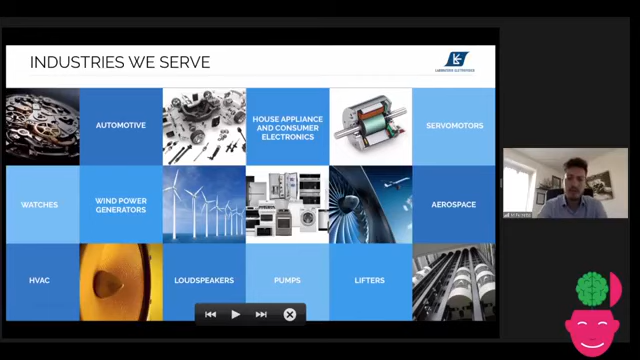 INDUSTRIES WE SERVE
AUTOMOTIVE
HOUSE APPLIANCE
AND CONSUMER
ELECTRONICS
SERVOMOTORS
WATCHES
WIND POWER
GENERATORS
AEROSPACE
HVAC
LOUDSPEAKERS
PUMPS
LIFTERS